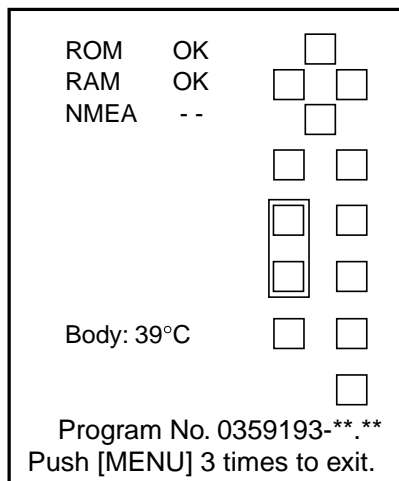 ROM OK
RAM OK
NMEA - -
Body: 39°C
Program No. 0359193-**.**
Push [MENU] 3 times to exit.